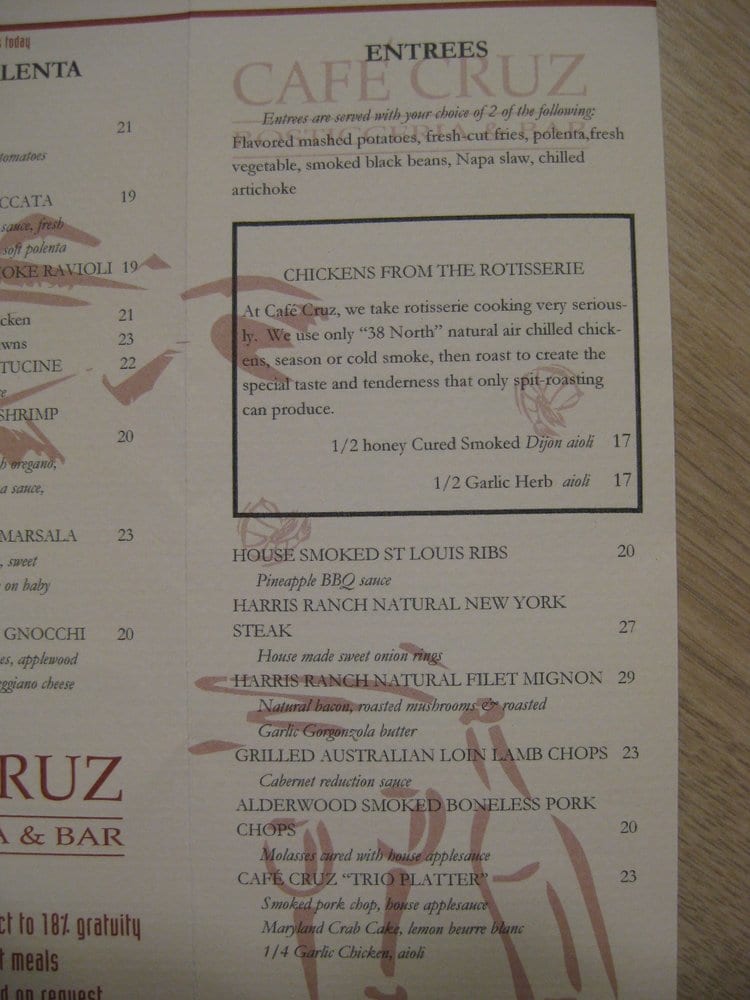 s today
LENTA
21
tomatoes
CCATA 19
sauce, fresh
soft polenta
OKE RAVIOLI 19
cken 21
wns 23
TUCINE 22
re
SHRIMP
20
h oregano,
a sauce,
MARSALA 23
, sweet
on baby
GNOCCHI 20
es, applewood
eggiano cheese
RUZ
A & BAR
ct to 18% gratuity
t meals
d on request
CAFÉ CRUZ
ROSTICCERIA & BAR
ENTREES
Entrees are served with your choice of 2 of the following:
Flavored mashed potatoes, fresh-cut fries, polenta,fresh
vegetable, smoked black beans, Napa slaw, chilled
artichoke
CHICKENS FROM THE ROTISSERIE
At Café Cruz, we take rotisserie cooking very serious-
ly. We use only “38 North” natural air chilled chick-
ens, season or cold smoke, then roast to create the
special taste and tenderness that only spit-roasting
can produce.
1/2 honey Cured Smoked Dijon aioli 17
1/2 Garlic Herb aioli 17
HOUSE SMOKED ST LOUIS RIBS 20
Pineapple BBQ sauce
HARRIS RANCH NATURAL NEW YORK
STEAK 27
House made sweet onion rings
HARRIS RANCH NATURAL FILET MIGNON 29
Natural bacon, roasted mushrooms & roasted
Garlic Gorgonzola butter
GRILLED AUSTRALIAN LOIN LAMB CHOPS 23
Cabernet reduction sauce
ALDERWOOD SMOKED BONELESS PORK
CHOPS 20
Molasses cured with house applesauce
CAFÉ CRUZ “TRIO PLATTER” 23
Smoked pork chop, house applesauce
Maryland Crab Cake, lemon beurre blanc
1/4 Garlic Chicken, aioli